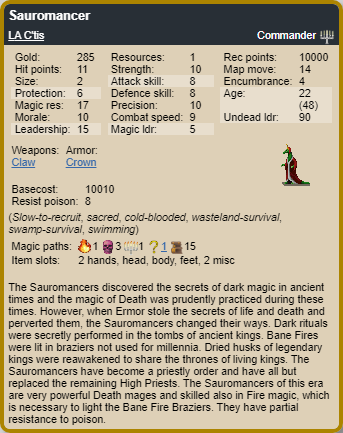 Sauromancer
LA C'tis Commander
Gold: 285 Resources: 1 Rec points: 10000
Hit points: 11 Strength: 10 Map move: 14
Size: 2 Attack skill: 8 Encumbrance: 4
Protection: 6 Defence skill: 8 Age: 22
Magic res: 17 Precision: 10 (48)
Morale: 10 Combat speed: 9 Undead ldr: 90
Leadership: 15 Magic ldr: 5
Weapons: Armor:
Claw Crown
Basecost: 10010
Resist poison: 8
(Slow-to-recruit, sacred, cold-blooded, wasteland-survival,
swamp-survival, swimming)
Magic paths: 1 3 1 ?1 15
Item slots: 2 hands, head, body, feet, 2 misc
The Sauromancers discovered the secrets of dark magic in ancient
times and the magic of Death was prudently practiced during these
times. However, when Ermor stole the secrets of life and death and
perverted them, the Sauromancers changed their ways. Dark rituals
were secretly performed in the tombs of ancient kings. Bane Fires
were lit in braziers not used for millennia. Dried husks of legendary
kings were reawakened to share the thrones of living kings. The
Sauromancers have become a priestly order and have all but
replaced the remaining High Priests. The Sauromancers of this era
are very powerful Death mages and skilled also in Fire magic, which
is necessary to light the Bane Fire Braziers. They have partial
resistance to poison.